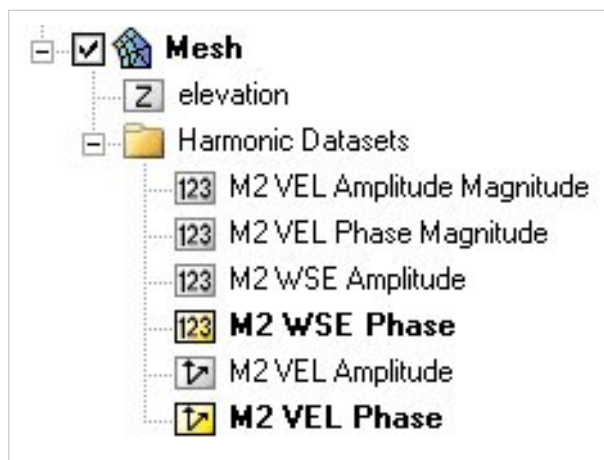 Mesh
Z elevation
Harmonic Datasets
123 M2 VEL Amplitude Magnitude
123 M2 VEL Phase Magnitude
123 M2 WSE Amplitude
123 M2 WSE Phase
M2 VEL Amplitude
M2 VEL Phase